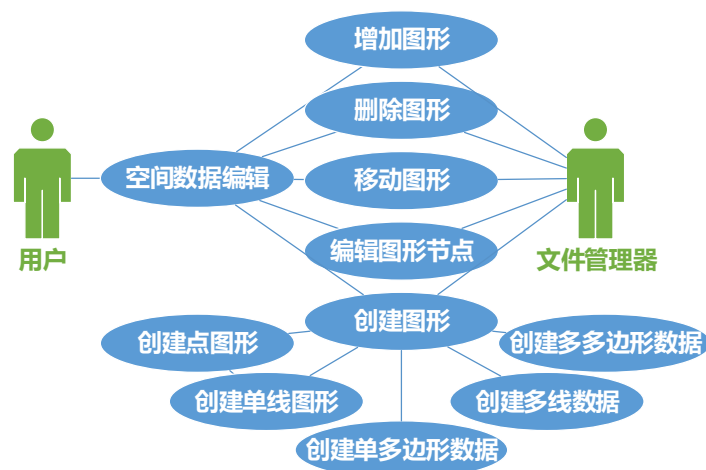 增加图形
删除图形
空间数据编辑
移动图形
用户
编辑图形节点
文件管理器
创建图形
创建点图形
创建多多边形数据
创建单线图形
创建多线数据
创建单多边形数据